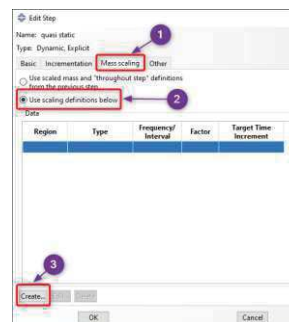 Edit Step
1
Name: quasi static
Type: Dynamic, Explicit
Basic Incrementation Mass scaling Other
Use scaled mass and "throughout step" definitions
from the previous step
Use scaling definitions below
2
Data
Region Type Frequency/ Interval Factor Target Time Increment
3
Create...
OK Cancel